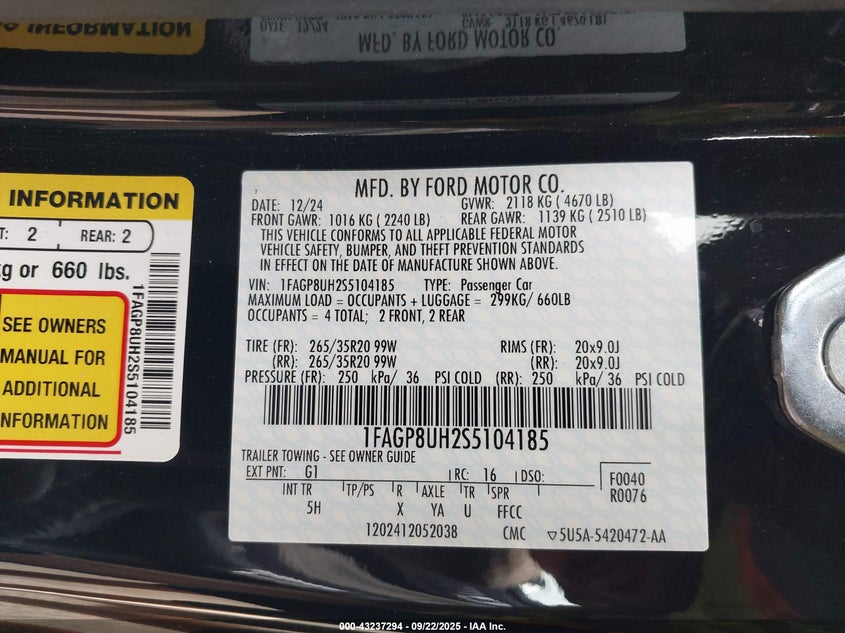 MFD. BY FORD MOTOR CO.
DATE: 12/24
GVWR: 2118 KG ( 4670 LB)
FRONT GAWR: 1016 KG ( 2240 LB)
REAR GAWR: 1139 KG ( 2510 LB)
THIS VEHICLE CONFORMS TO ALL APPLICABLE FEDERAL MOTOR
VEHICLE SAFETY, BUMPER, AND THEFT PREVENTION STANDARDS
IN EFFECT ON THE DATE OF MANUFACTURE SHOWN ABOVE.
VIN: 1FAGP8UH2S5104185 TYPE: Passenger Car
MAXIMUM LOAD = OCCUPANTS + LUGGAGE = 299KG/ 660LB
OCCUPANTS = 4 TOTAL; 2 FRONT, 2 REAR
TIRE (FR): 265/35R20 99W RIMS (FR): 20x9.0J
(RR): 265/35R20 99W (RR): 20x9.0J
PRESSURE (FR): 250 kPa/ 36 PSI COLD (RR): 250 kPa/ 36 PSI COLD
1FAGP8UH2S5104185
TRAILER TOWING - SEE OWNER GUIDE
EXT PNT: G1 RC: 16 DSO: F0040
R0076
INT TR TP/PS R AXLE TR SPR
5H X YA U FFCC
1202412052038 CMC 5U5A-5420472-AA
INFORMATION
2 REAR: 2
kg or 660 lbs.
SEE OWNERS
MANUAL FOR
ADDITIONAL
INFORMATION
1FAGP8UH2S5104185
INFORMATION
12/24
GVWR: 2118 KG ( 4670 LB)
MFD. BY FORD MOTOR CO.
000-43237294 - 09/22/2025 - IAA Inc.